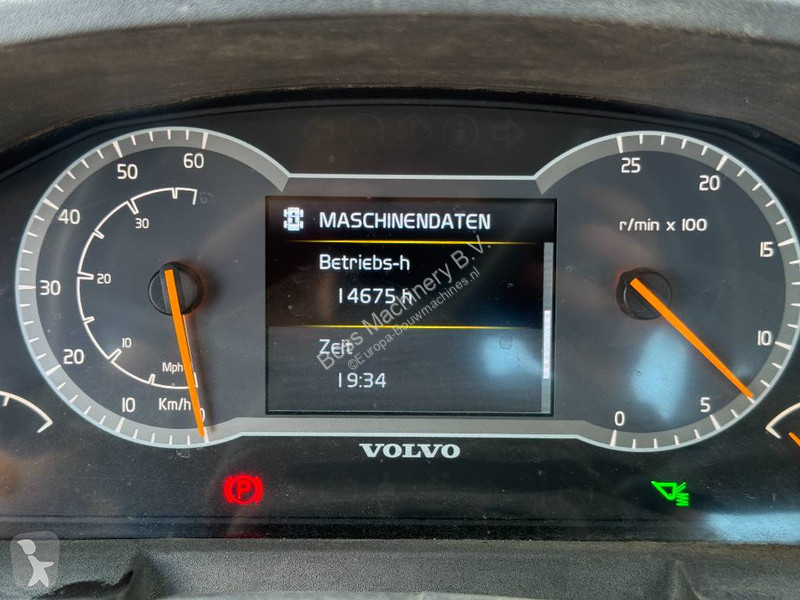 60
50
40
30
20
10
0
30
20
10
Mph
Km/h
MASCHINENDATEN
Betriebs-h
14675 h
Zeit
19:34
25
20
15
10
5
0
r/min x 100
VOLVO
P
Boss Machinery B.V.
©Europa-Bouwmachines.nl